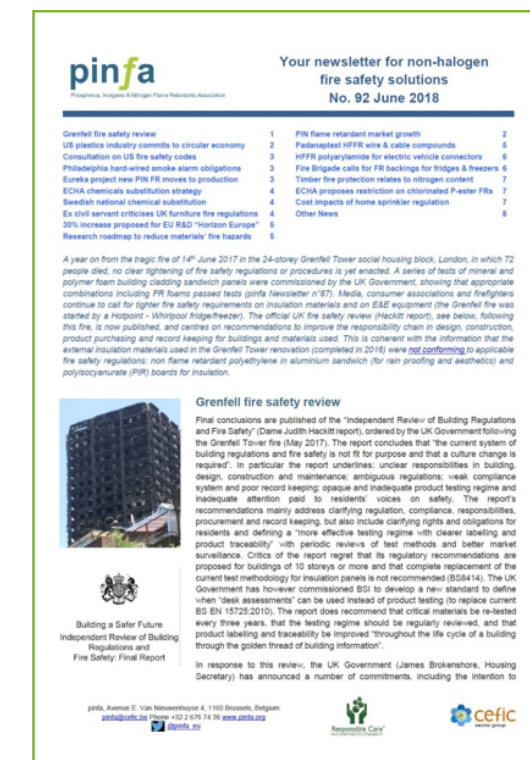 pinfa
Phosphorus, Inorganic & Nitrogen Flame Retardants Association
Your newsletter for non-halogen
fire safety solutions
No. 92 June 2018
Grenfell fire safety review 1
US plastics industry commits to circular economy 2
Consultation on US fire safety codes 3
Philadelphia hard-wired smoke alarm obligations 3
Eureka project new PIN FR moves to production 3
ECHA chemicals substitution strategy 4
Swedish national chemical substitution 4
Ex civil servant criticises UK furniture fire regulations 4
30% increase proposed for EU R&D "Horizon Europe" 5
Research roadmap to reduce materials' fire hazards 5
PIN flame retardant market growth 2
Padanaplast HFFR wire & cable compounds 5
HFFR polyarylamide for electric vehicle connectors 6
Fire Brigade calls for FR backings for fridges & freezers 6
Timber fire protection relates to nitrogen content 7
ECHA proposes restriction on chlorinated P-ester FRs 7
Cost impacts of home sprinkler regulation 7
Other News 8
A year on from the tragic fire of 14th June 2017 in the 24-storey Grenfell Tower social housing block, London, in which 72
people died, no clear tightening of fire safety regulations or procedures is yet enacted. A series of tests of mineral and
polymer foam building cladding sandwich panels were commissioned by the UK Government, showing that appropriate
combinations including FR foams passed tests (pinfa Newsletter n°87). Media, consumer associations and firefighters
continue to call for tighter fire safety requirements on insulation materials and on E&E equipment (the Grenfell fire was
started by a Hotpoint - Whirlpool fridge/freezer). The official UK fire safety review (Hackitt report), see below, following
this fire, is now published, and centres on recommendations to improve the responsibility chain in design, construction,
product purchasing and record keeping for buildings and materials used. This is coherent with the information that the
external insulation materials used in the Grenfell Tower renovation (completed in 2016) were not conforming to applicable
fire safety regulations: non flame retardant polyethylene in aluminium sandwich (for rain proofing and aesthetics) and
polyisocyanurate (PIR) boards for insulation.
Grenfell fire safety review
Final conclusions are published of the "Independent Review of Building Regulations
and Fire Safety" (Dame Judith Hackitt report), ordered by the UK Government following
the Grenfell Tower fire (May 2017). The report concludes that "the current system of
building regulations and fire safety is not fit for purpose and that a culture change is
required". In particular the report underlines: unclear responsibilities in building,
design, construction and maintenance; ambiguous regulations; weak compliance
system and poor record keeping; opaque and inadequate product testing regime and
inadequate attention paid to residents' voices on safety. The report's
recommendations mainly address clarifying regulation, compliance, responsibilities,
procurement and record keeping, but also include clarifying rights and obligations for
residents and defining a "more effective testing regime with clearer labelling and
product traceability" with periodic reviews of test methods and better market
surveillance. Critics of the report regret that its regulatory recommendations are
proposed for buildings of 10 storeys or more and that complete replacement of the
current test methodology for insulation panels is not recommended (BS8414). The UK
Government has however commissioned BSI to develop a new standard to define
when "desk assessments" can be used instead of product testing (to replace current
BS EN 15725:2010). The report does recommend that critical materials be re-tested
every three years, that the testing regime should be regularly reviewed, and that
product labelling and traceability be improved "throughout the life cycle of a building
through the golden thread of building information".
In response to this review, the UK Government (James Brokenshire, Housing
Secretary) has announced a number of commitments, including the intention to
Building a Safer Future
Independent Review of Building
Regulations and
Fire Safety: Final Report
pinfa, Avenue E. Van Nieuwenhuyse 4, 1160 Brussels, Belgium
pinfa@cefic.be Phone +32 2 676 74 36 www.pinfa.org
@pinfa_eu
Responsible Care®
cefic